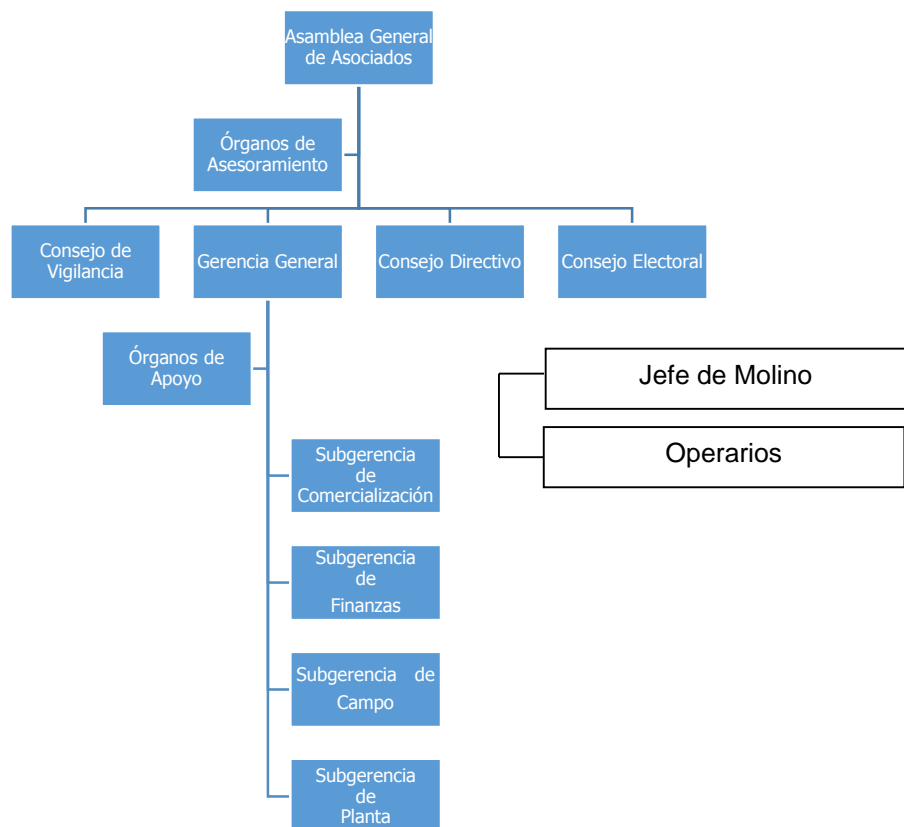 Asamblea General
de Asociados
Órganos de
Asesoramiento
Consejo de
Vigilancia
Gerencia General
Consejo Directivo
Consejo Electoral
Órganos de
Apoyo
Jefe de Molino
Operarios
Subgerencia
de
Comercialización
Subgerencia
de
Finanzas
Subgerencia de
Campo
Subgerencia
de
Planta